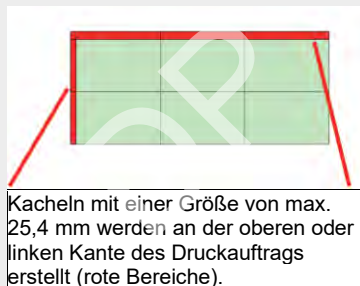 Kacheln mit einer Größe von max.
25,4 mm werden an der oberen oder
linken Kante des Druckauftrags
erstellt (rote Bereiche).